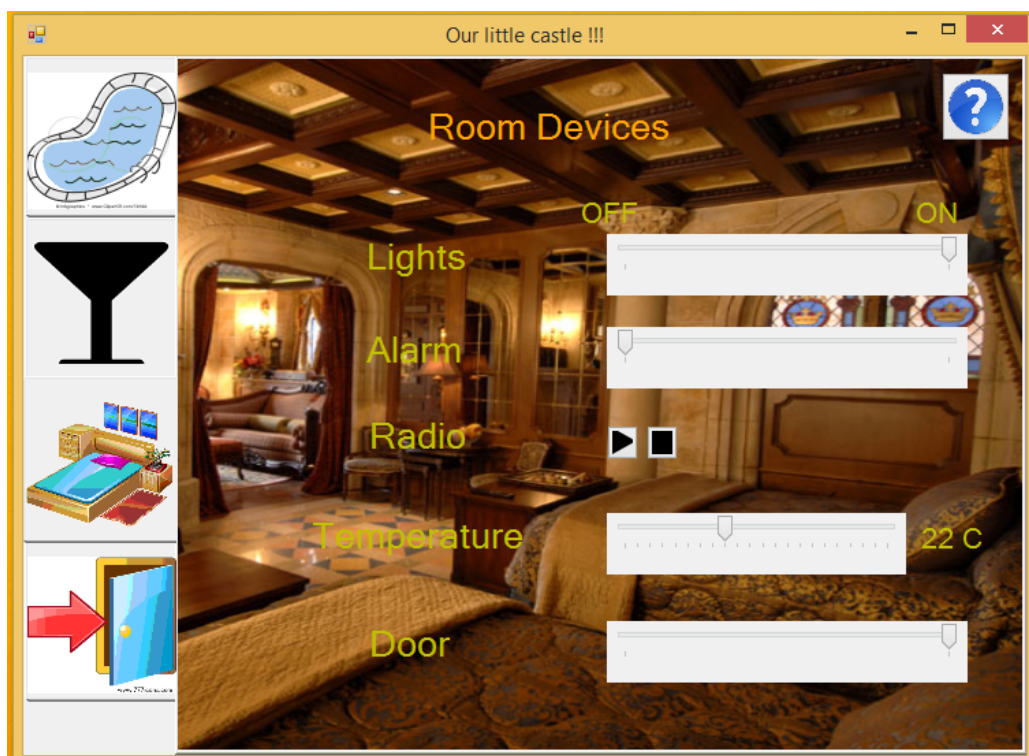 Our little castle !!!
Room Devices
OFF ON
Lights
Alarm
Radio
Temperature 22 C
Door